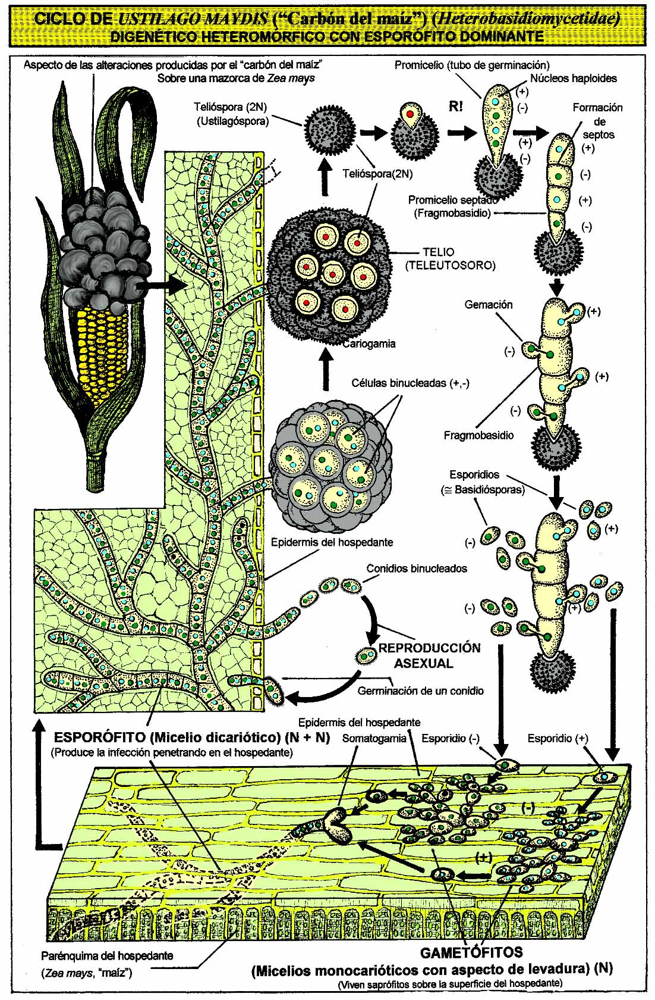 CICLO DE USTILAGO MAYDIS (“Carbón del maíz”) (Heterobasidiomycetidae)
DIGENÉTICO HETEROMÓRFICO CON ESPORÓFITO DOMINANTE
Aspecto de las alteraciones producidas por el “carbón del maíz”
Sobre una mazorca de Zea mays
Promicelio (tubo de germinación)
Núcleos haploides
(+)
(-)
(+)
(-)
R!
Telióspora (2N)
(Ustilagóspora)
Formación
de
septos
(+)
(-)
(+)
(-)
Telióspora(2N)
Promicelio septado
(Fragmobasidio)
TELIO
(TELEUTOSORO)
Gemación
(+)
(-)
(+)
(-)
Cariogamia
Células binucleadas (+,-)
Fragmobasidio
Esporidios
(≅ Basidiósporas)
(+)
(-)
(-)
(+)
Epidermis del hospedante
Conidios binucleados
REPRODUCCIÓN
ASEXUAL
Germinación de un conidio
Epidermis del hospedante
ESPORÓFITO (Micelio dicariótico) (N + N)
(Produce la infección penetrando en el hospedante)
Somatogamia
Esporidio (-)
Esporidio (+)
(-)
(+)
Parénquima del hospedante
(Zea mays, “maíz”)
GAMETÓFITOS
(Micelios monocarióticos con aspecto de levadura) (N)
(Viven saprófitos sobre la superficie del hospedante)